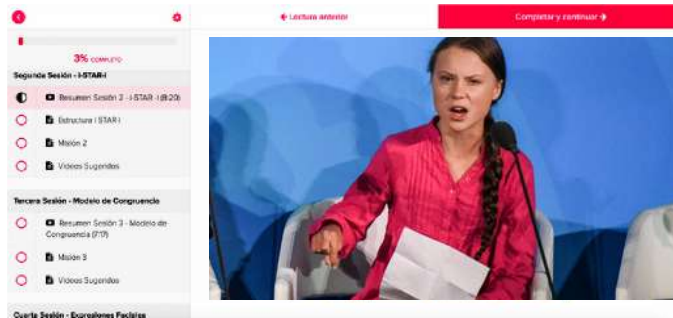 ← Lectura anterior
Completar y continuar →
3% COMPLETO
Segunda Sesión - I-STAR-I
Resumen Sesión 2 - I-STAR-I (8:20)
Estructura I STAR I
Misión 2
Videos Sugeridos
Tercera Sesión - Modelo de Congruencia
Resumen Sesión 3 - Modelo de
Congruencia (7:17)
Misión 3
Videos Sugeridos
Cuarta Sesión - Expresiones Faciales